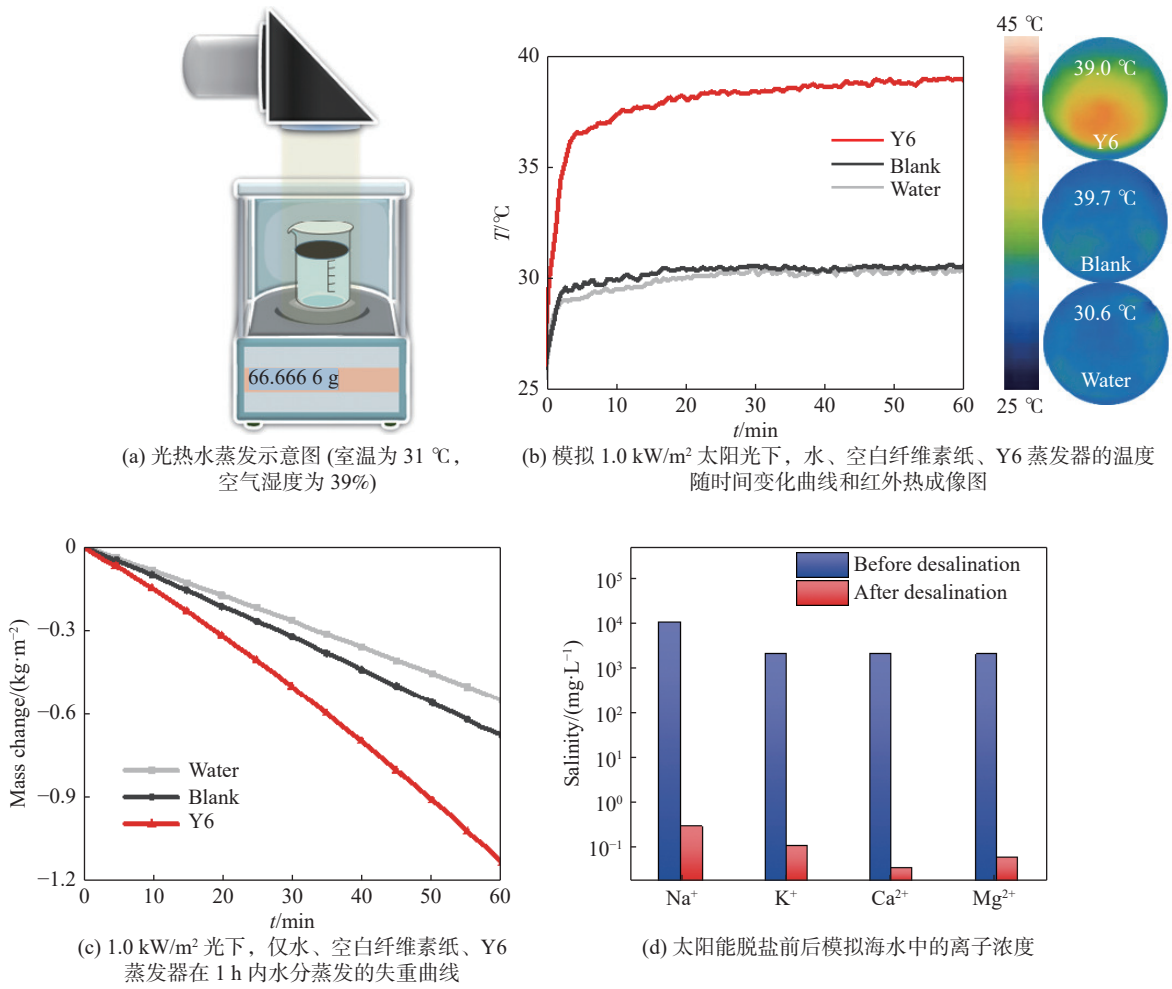 66.666 6 g
(a) 光热水蒸发示意图 (室温为 31 ℃,
空气湿度为 39%)
40
35
30
25
T/℃
0
10
20
30
40
50
60
t/min
Y6
Blank
Water
45 ℃
25 ℃
39.0 ℃
Y6
39.7 ℃
Blank
30.6 ℃
Water
(b) 模拟 1.0 kW/m² 太阳光下，水、空白纤维素纸、Y6 蒸发器的温度
随时间变化曲线和红外热成像图
0
−0.3
−0.6
−0.9
−1.2
Mass change/(kg·m⁻²)
Water
Blank
Y6
0
10
20
30
40
50
60
t/min
(c) 1.0 kW/m² 光下，仅水、空白纤维素纸、Y6
蒸发器在 1 h 内水分蒸发的失重曲线
Before desalination
After desalination
10⁵
10⁴
10³
10²
10¹
10⁰
10⁻¹
Salinity/(mg·L⁻¹)
Na⁺
K⁺
Ca²⁺
Mg²⁺
(d) 太阳能脱盐前后模拟海水中的离子浓度